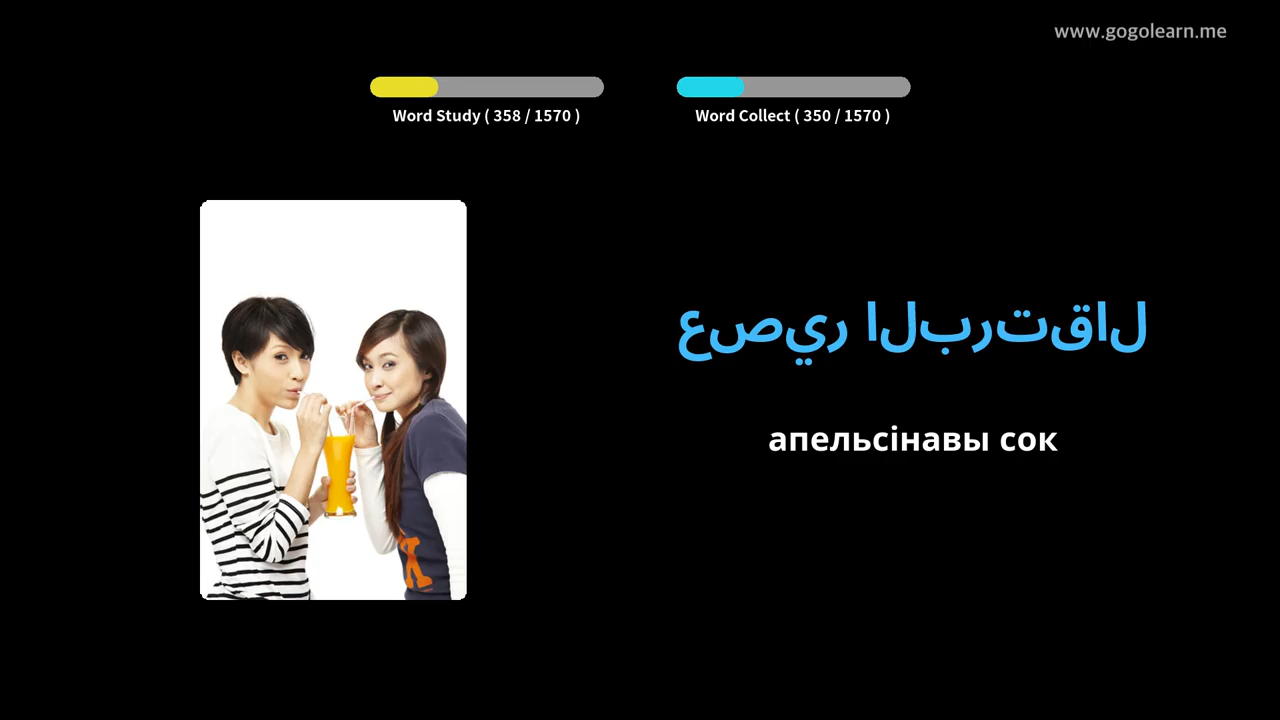 www.gogolearn.me
Word Study ( 358 / 1570 )
Word Collect ( 350 / 1570 )
عصير البرتقال
апельсінавы сок